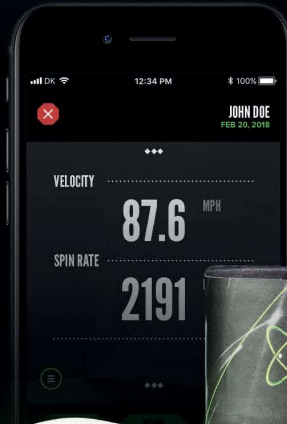 DK 12:34 PM 100%
JOHN DOE
FEB 20, 2018
VELOCITY
87.6 MPH
SPIN RATE
2191